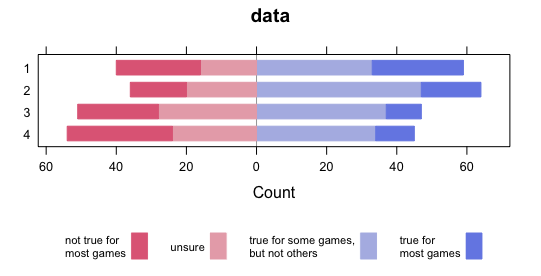 data
1
2
3
4
60 40 20 0 20 40 60
Count
not true for
most games
unsure
true for some games,
but not others
true for
most games